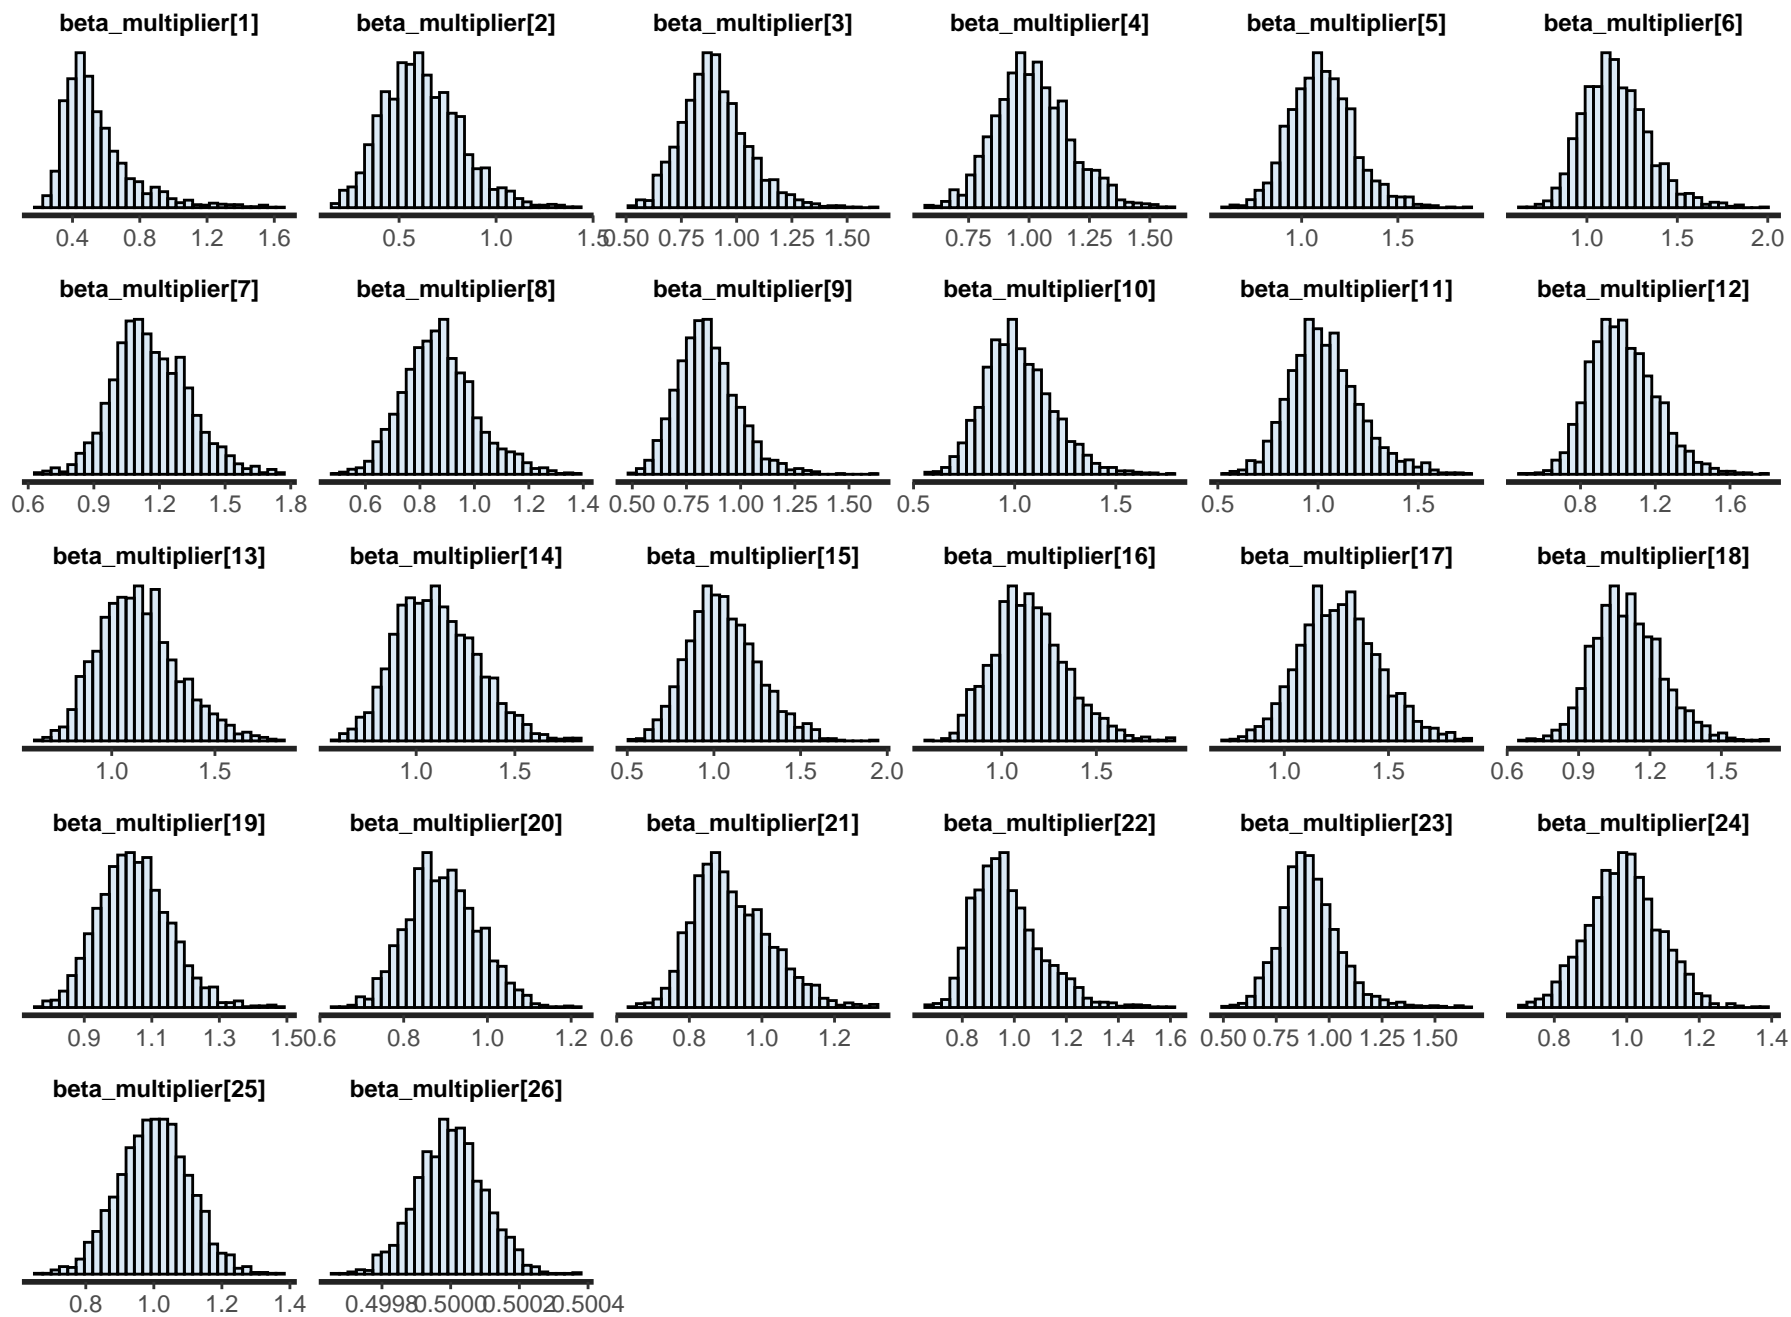 beta_multiplier[1] beta_multiplier[2] beta_multiplier[3] beta_multiplier[4] beta_multiplier[5] beta_multiplier[6]
0.4 0.8 1.2 1.6 0.5 1.0 1.5 0.50 0.75 1.00 1.25 1.50 0.75 1.00 1.25 1.50 1.0 1.5 1.0 1.5 2.0
beta_multiplier[7] beta_multiplier[8] beta_multiplier[9] beta_multiplier[10] beta_multiplier[11] beta_multiplier[12]
0.6 0.9 1.2 1.5 1.8 0.6 0.8 1.0 1.2 1.4 0.50 0.75 1.00 1.25 1.50 0.5 1.0 1.5 0.5 1.0 1.5 0.8 1.2 1.6
beta_multiplier[13] beta_multiplier[14] beta_multiplier[15] beta_multiplier[16] beta_multiplier[17] beta_multiplier[18]
1.0 1.5 1.0 1.5 0.5 1.0 1.5 2.0 1.0 1.5 1.0 1.5 0.6 0.9 1.2 1.5
beta_multiplier[19] beta_multiplier[20] beta_multiplier[21] beta_multiplier[22] beta_multiplier[23] beta_multiplier[24]
0.9 1.1 1.3 1.5 0.6 0.8 1.0 1.2 0.6 0.8 1.0 1.2 0.8 1.0 1.2 1.4 1.6 0.50 0.75 1.00 1.25 1.50 0.8 1.0 1.2 1.4
beta_multiplier[25] beta_multiplier[26]
0.8 1.0 1.2 1.4 0.4998 0.5000 0.5002 0.5004